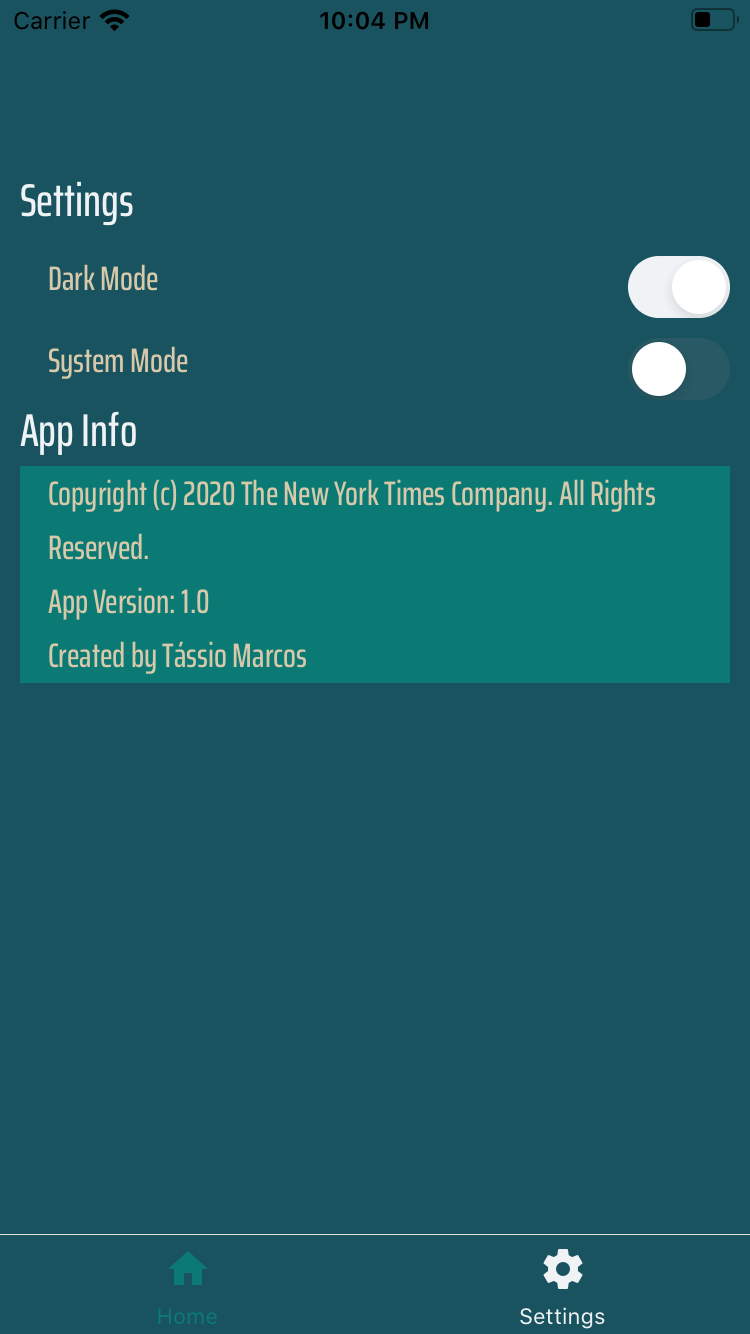 Carrier 10:04 PM
Settings
Dark Mode
System Mode
App Info
Copyright (c) 2020 The New York Times Company. All Rights
Reserved.
App Version: 1.0
Created by Tássio Marcos
Home Settings